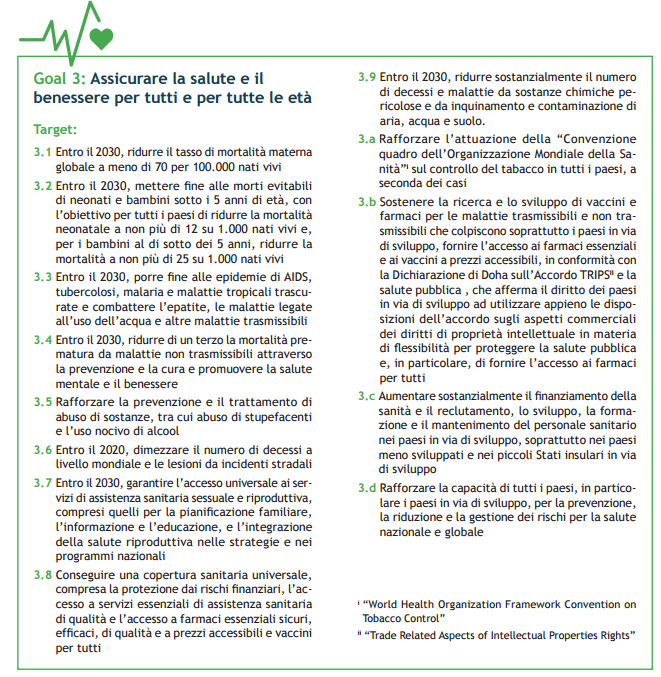 Goal 3: Assicurare la salute e il
benessere per tutti e per tutte le età
Target:
3.1 Entro il 2030, ridurre il tasso di mortalità materna
globale a meno di 70 per 100.000 nati vivi
3.2 Entro il 2030, mettere fine alle morti evitabili
di neonati e bambini sotto i 5 anni di età, con
l’obiettivo per tutti i paesi di ridurre la mortalità
neonatale a non più di 12 su 1.000 nati vivi e,
per i bambini al di sotto dei 5 anni, ridurre la
mortalità a non più di 25 su 1.000 nati vivi
3.3 Entro il 2030, porre fine alle epidemie di AIDS,
tubercolosi, malaria e malattie tropicali trascu-
rate e combattere l’epatite, le malattie legate
all’uso dell’acqua e altre malattie trasmissibili
3.4 Entro il 2030, ridurre di un terzo la mortalità pre-
matura da malattie non trasmissibili attraverso
la prevenzione e la cura e promuovere la salute
mentale e il benessere
3.5 Rafforzare la prevenzione e il trattamento di
abuso di sostanze, tra cui abuso di stupefacenti
e l’uso nocivo di alcool
3.6 Entro il 2020, dimezzare il numero di decessi a
livello mondiale e le lesioni da incidenti stradali
3.7 Entro il 2030, garantire l’accesso universale ai ser-
vizi di assistenza sanitaria sessuale e riproduttiva,
compresi quelli per la pianificazione familiare,
l’informazione e l’educazione, e l’integrazione
della salute riproduttiva nelle strategie e nei
programmi nazionali
3.8 Conseguire una copertura sanitaria universale,
compresa la protezione dai rischi finanziari, l’ac-
cesso a servizi essenziali di assistenza sanitaria
di qualità e l’accesso a farmaci essenziali sicuri,
efficaci, di qualità e a prezzi accessibili e vaccini
per tutti
3.9 Entro il 2030, ridurre sostanzialmente il numero
di decessi e malattie da sostanze chimiche pe-
ricolose e da inquinamento e contaminazione di
aria, acqua e suolo.
3.a Rafforzare l’attuazione della “Convenzione
quadro dell’Organizzazione Mondiale della Sa-
nità”ⁱ sul controllo del tabacco in tutti i paesi, a
seconda dei casi
3.b Sostenere la ricerca e lo sviluppo di vaccini e
farmaci per le malattie trasmissibili e non tra-
smissibili che colpiscono soprattutto i paesi in via
di sviluppo, fornire l’accesso ai farmaci essenziali
e ai vaccini a prezzi accessibili, in conformità con
la Dichiarazione di Doha sull’Accordo TRIPSⁱⁱ e la
salute pubblica , che afferma il diritto dei paesi
in via di sviluppo ad utilizzare appieno le dispo-
sizioni dell’accordo sugli aspetti commerciali
dei diritti di proprietà intellettuale in materia
di flessibilità per proteggere la salute pubblica
e, in particolare, di fornire l’accesso ai farmaci
per tutti
3.c Aumentare sostanzialmente il finanziamento della
sanità e il reclutamento, lo sviluppo, la forma-
zione e il mantenimento del personale sanitario
nei paesi in via di sviluppo, soprattutto nei paesi
meno sviluppati e nei piccoli Stati insulari in via
di sviluppo
3.d Rafforzare la capacità di tutti i paesi, in partico-
lare i paesi in via di sviluppo, per la prevenzione,
la riduzione e la gestione dei rischi per la salute
nazionale e globale
ⁱ “World Health Organization Framework Convention on
Tobacco Control”
ⁱⁱ “Trade Related Aspects of Intellectual Properties Rights”